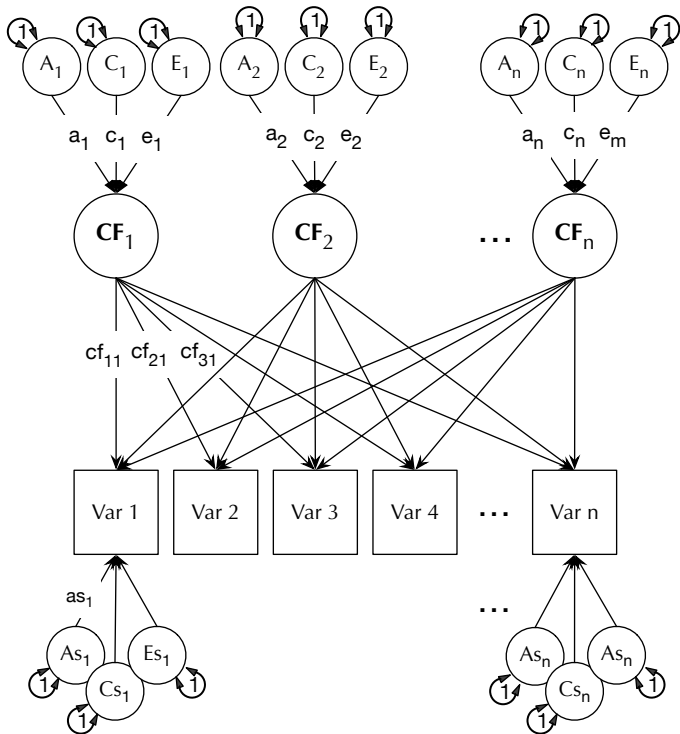 1 1 1 1 1 1 1 1 1
A₁ C₁ E₁ A₂ C₂ E₂ Aₙ Cₙ Eₙ
a₁ c₁ e₁ a₂ c₂ e₂ aₙ cₙ eₘ
CF₁ CF₂ ... CFₙ
cf₁₁ cf₂₁ cf₃₁
Var 1 Var 2 Var 3 Var 4 ... Var n
as₁ ...
As₁ Es₁ Asₙ Asₙ
1 Cs₁ 1 1 Csₙ 1
1 1